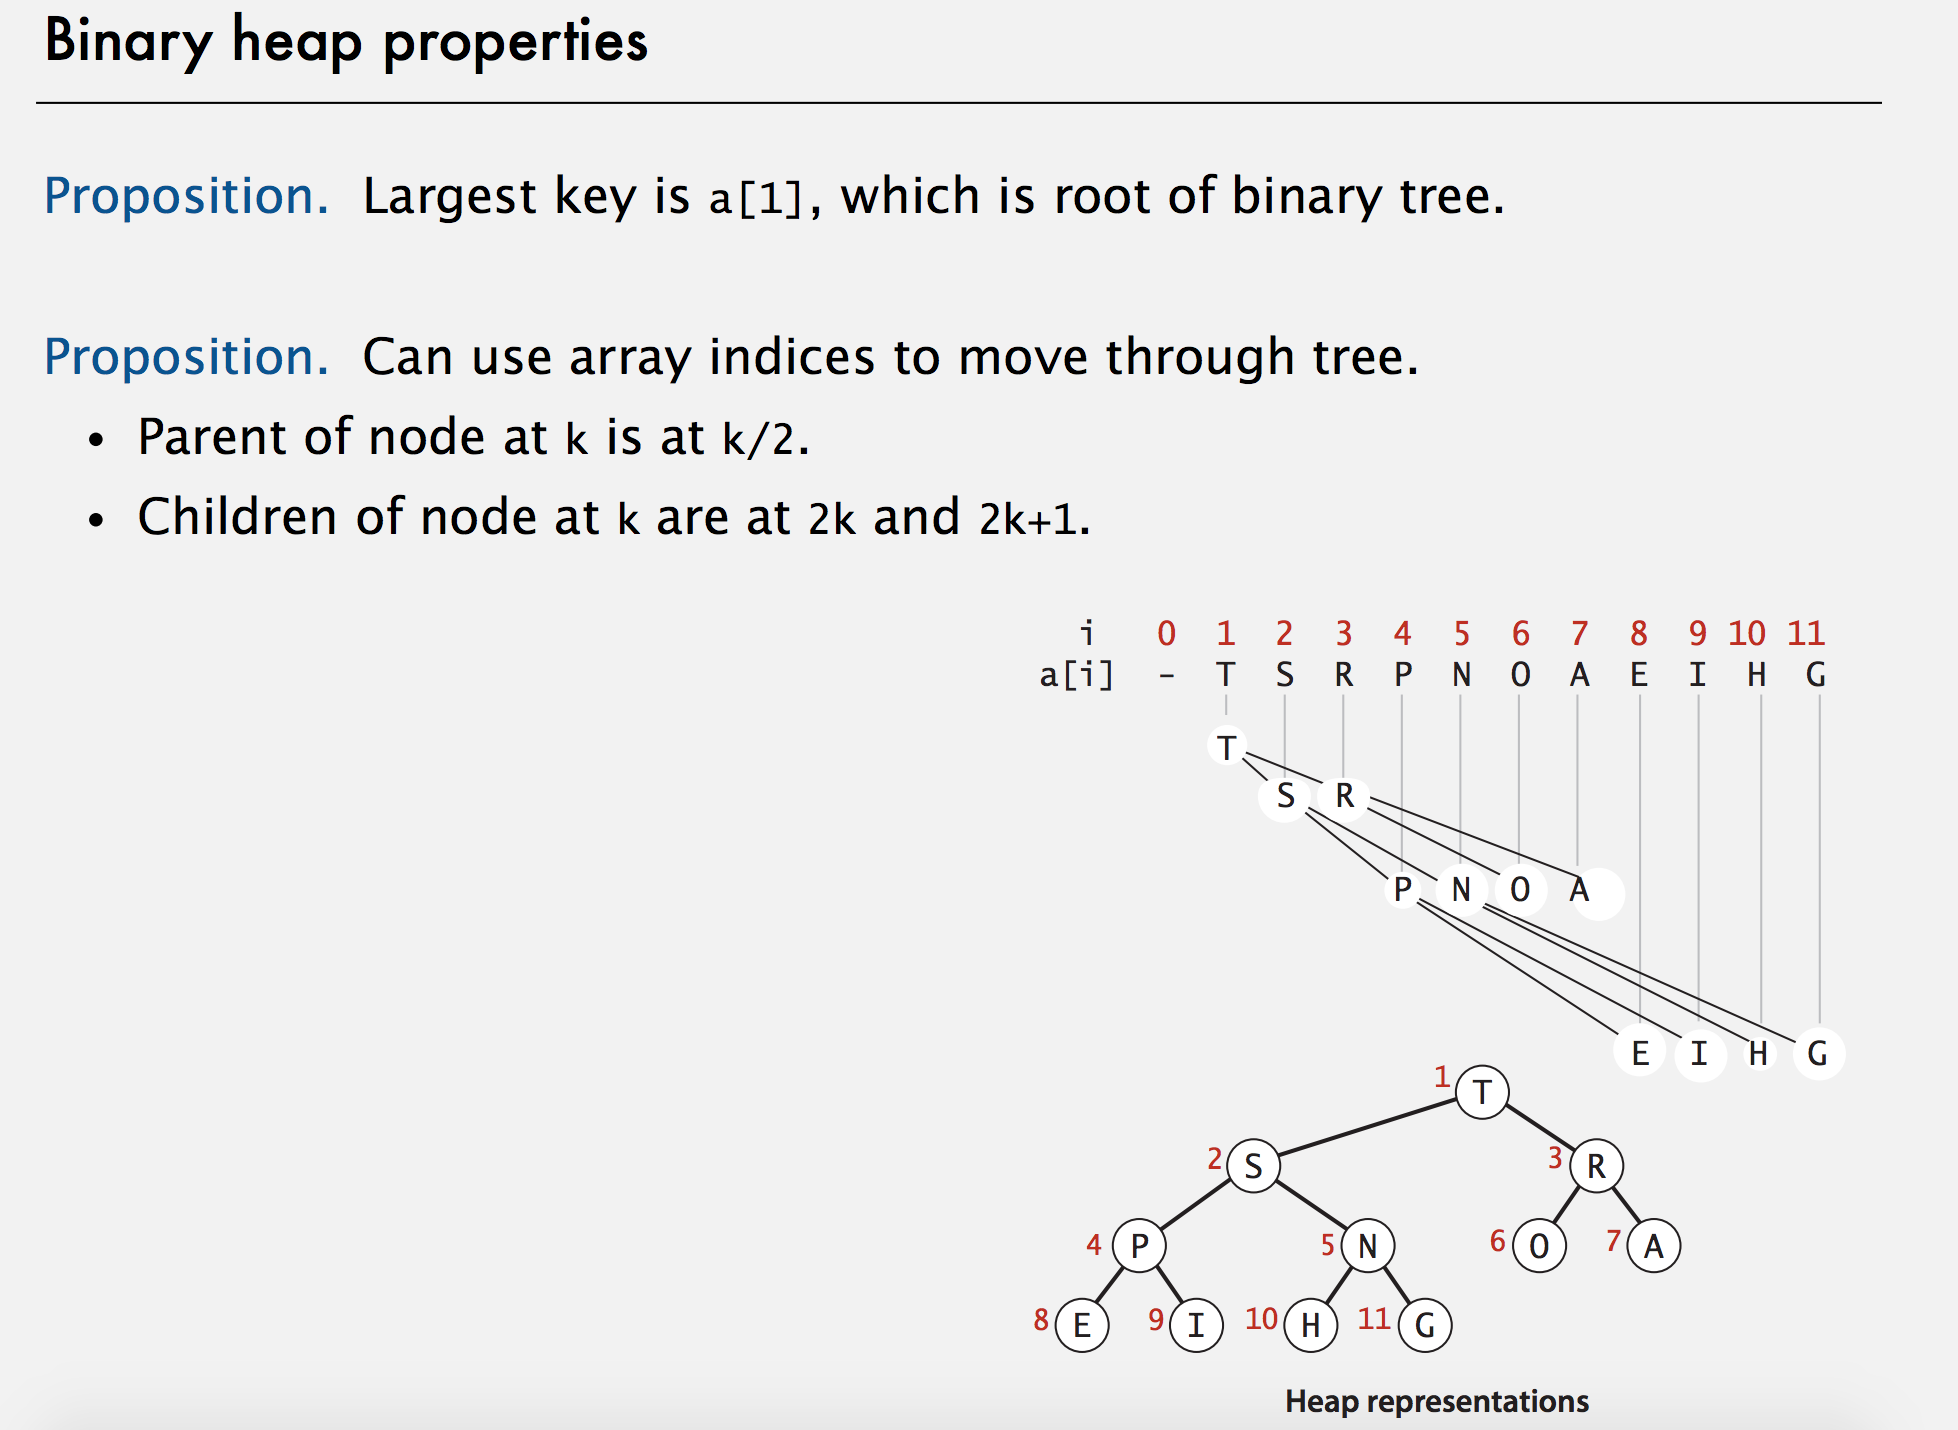 Binary heap properties
Proposition. Largest key is a[1], which is root of binary tree.
Proposition. Can use array indices to move through tree.
• Parent of node at k is at k/2.
• Children of node at k are at 2k and 2k+1.
i 0 1 2 3 4 5 6 7 8 9 10 11
a[i] – T S R P N O A E I H G
T
S R
P N O A
E I H G
1 T
2 S 3 R
4 P 5 N 6 O 7 A
8 E 9 I 10 H 11 G
Heap representations